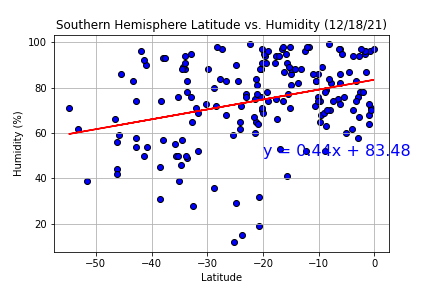 Southern Hemisphere Latitude vs. Humidity (12/18/21)
100
80
60
40
20
Humidity (%)
y = 0.44x + 83.48
−50
−40
−30
−20
−10
0
Latitude